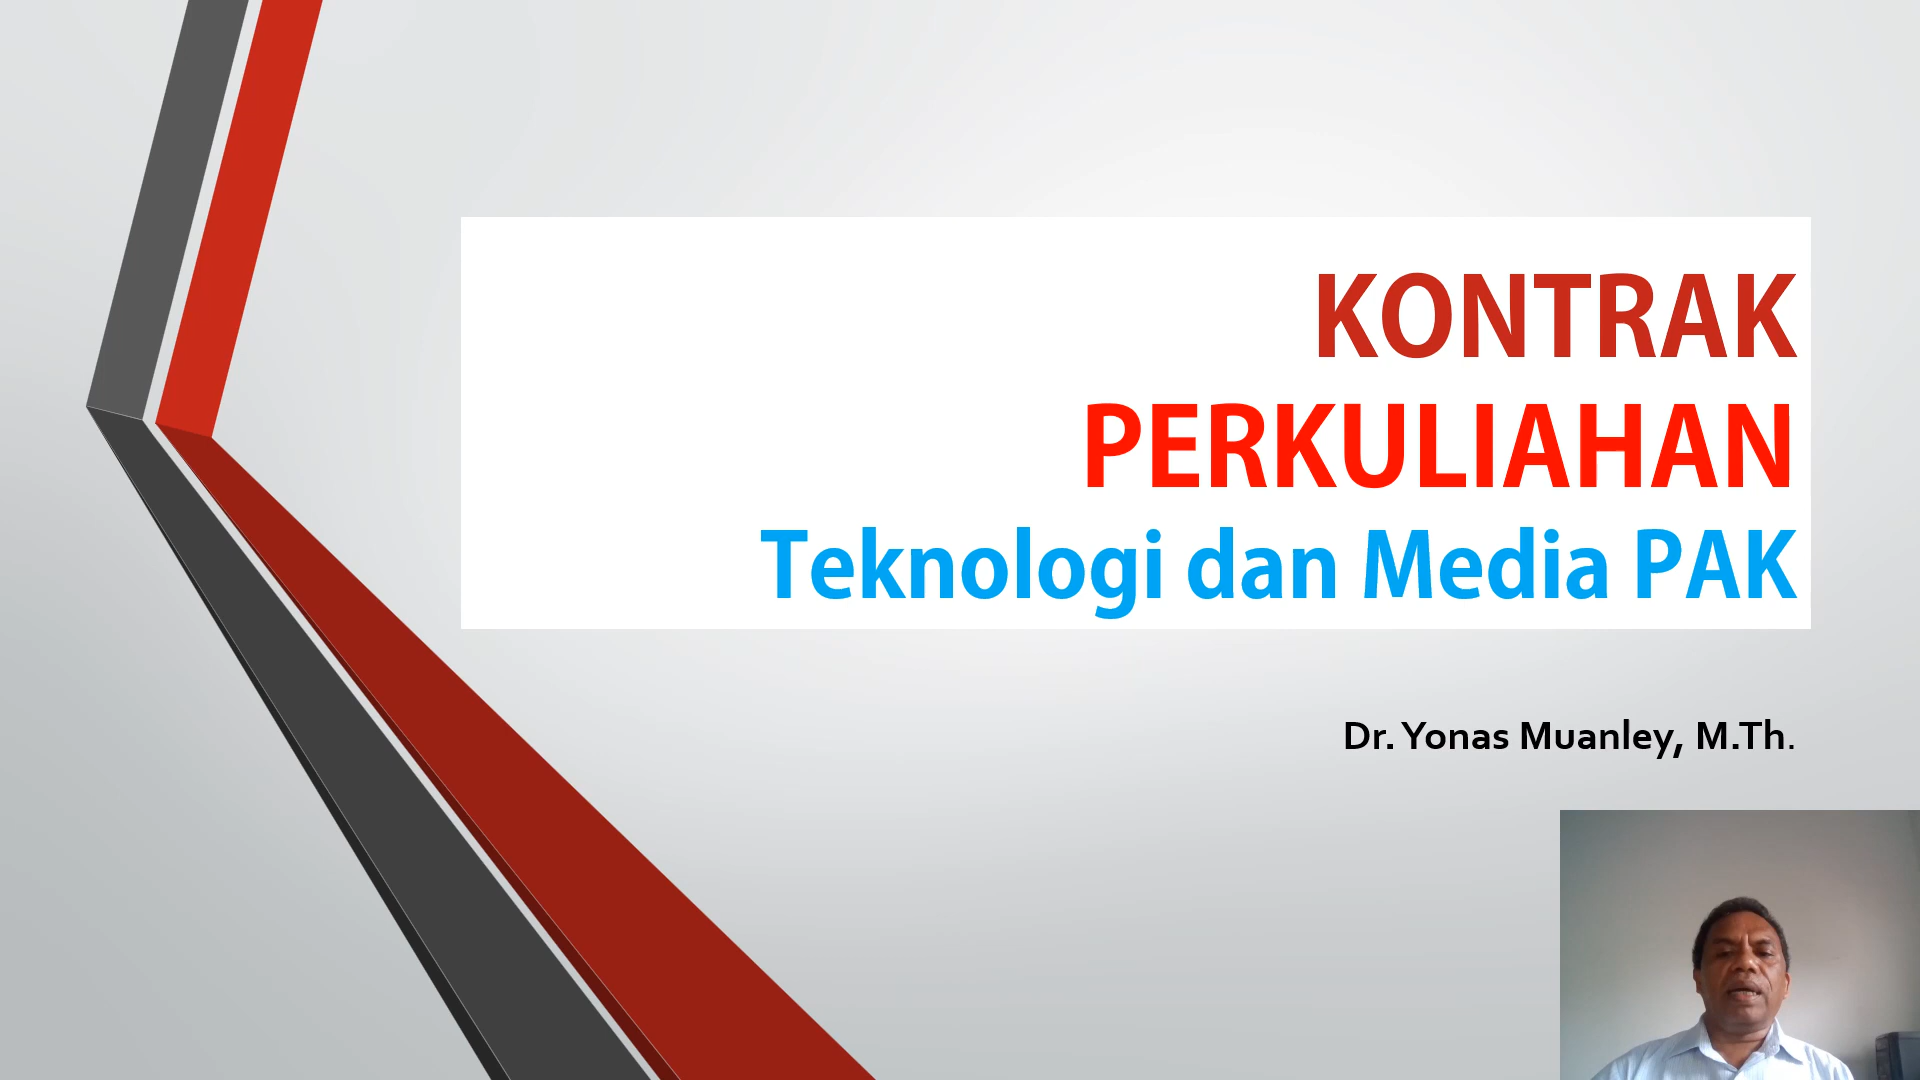 KONTRAK
PERKULIAHAN
Teknologi dan Media PAK
Dr. Yonas Muanley, M.Th.